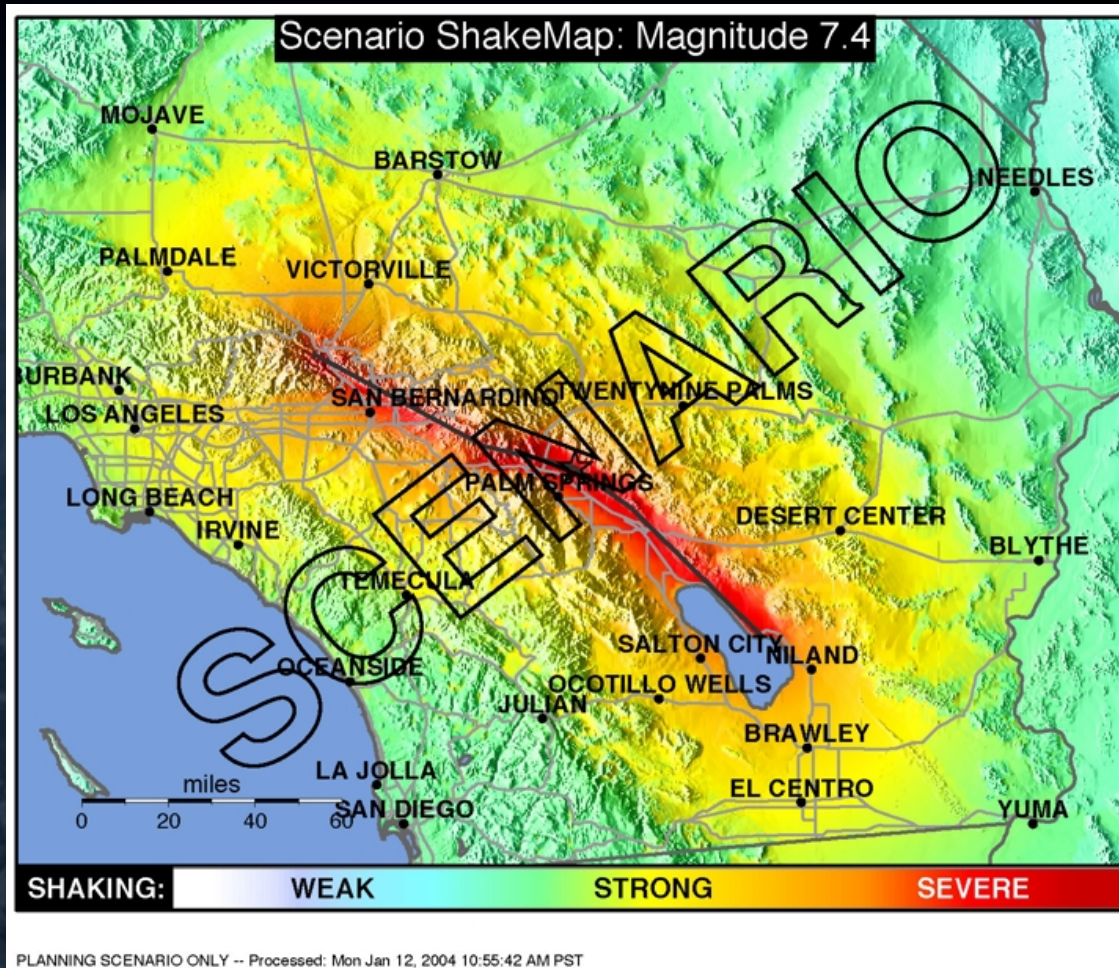 Scenario ShakeMap: Magnitude 7.4
MOJAVE
BARSTOW
NEEDLES
PALMDALE
VICTORVILLE
BURBANK
SAN BERNARDINO
TWENTYNINE PALMS
LOS ANGELES
PALM SPRINGS
LONG BEACH
IRVINE
DESERT CENTER
BLYTHE
TEMECULA
SALTON CITY
NILAND
OCEANSIDE
OCOTILLO WELLS
JULIAN
BRAWLEY
LA JOLLA
EL CENTRO
SAN DIEGO
YUMA
SCENARIO
miles
0 20 40 60
SHAKING: WEAK STRONG SEVERE
PLANNING SCENARIO ONLY -- Processed: Mon Jan 12, 2004 10:55:42 AM PST